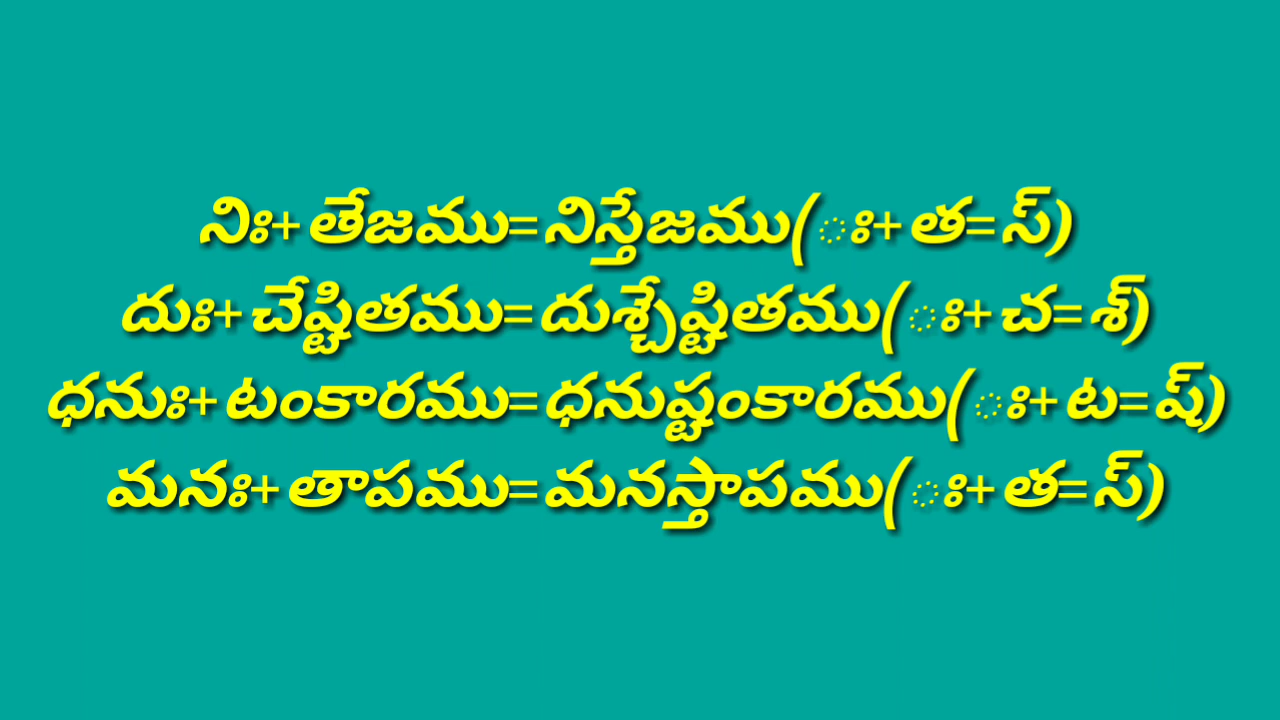 నిః+తేజము=నిస్తేజము(ః+త=స్)
దుః+చేష్టితము=దుశ్చేష్టితము(ః+చ=శ్)
ధనుః+టంకారము=ధనుష్టంకారము(ః+ట=ష్)
మనః+తాపము=మనస్తాపము(ః+త=స్)